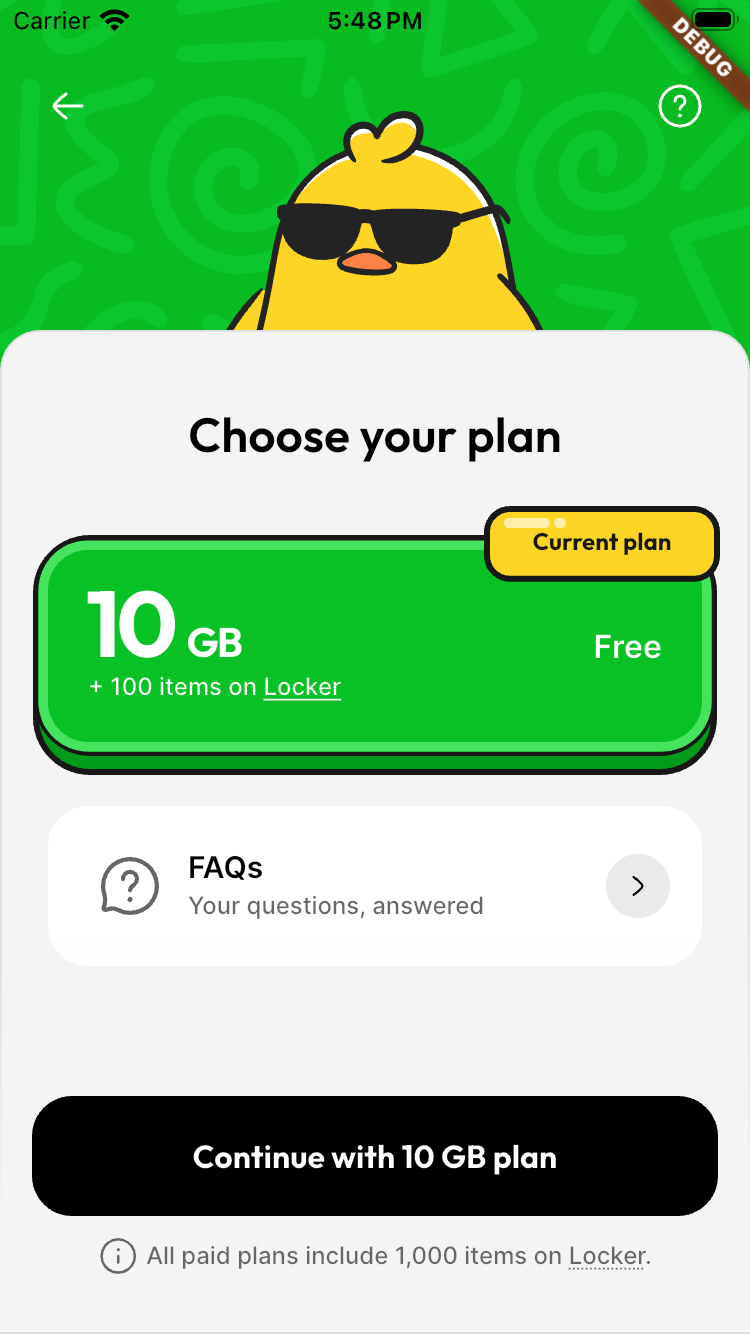 Carrier 5:48 PM
DEBUG
Choose your plan
Current plan
10 GB
Free
+ 100 items on Locker
FAQs
Your questions, answered
Continue with 10 GB plan
All paid plans include 1,000 items on Locker.